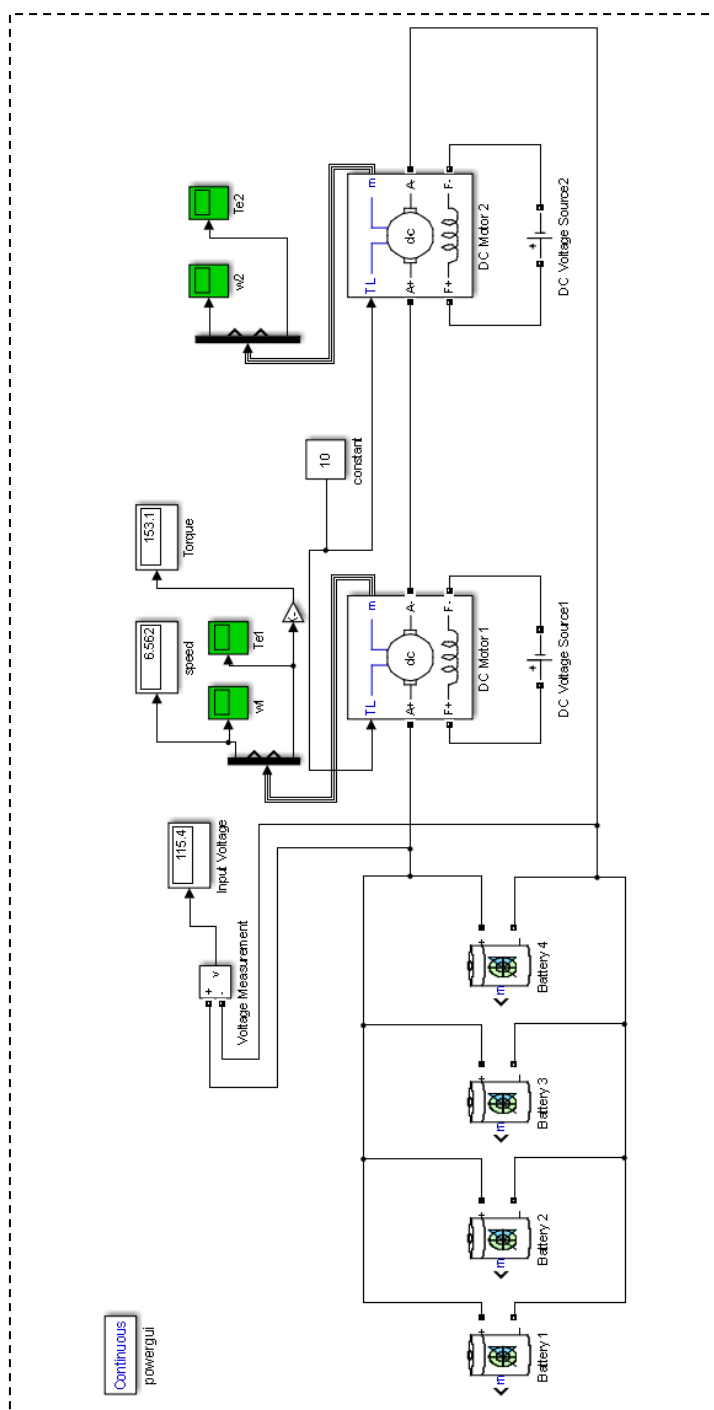 Continuous
powergui
+
-
v
Voltage Measurement
115.4
Input Voltage
6.562
speed
153.1
Torque
w1
Te1
K-
w2
Te2
10
constant
TL
m
dc
A+
A-
F+
F-
DC Motor 1
TL
m
dc
A+
A-
F+
F-
DC Motor 2
+
DC Voltage Source1
+
DC Voltage Source2
m
+
-
Battery 1
m
+
-
Battery 2
m
+
-
Battery 3
m
+
-
Battery 4